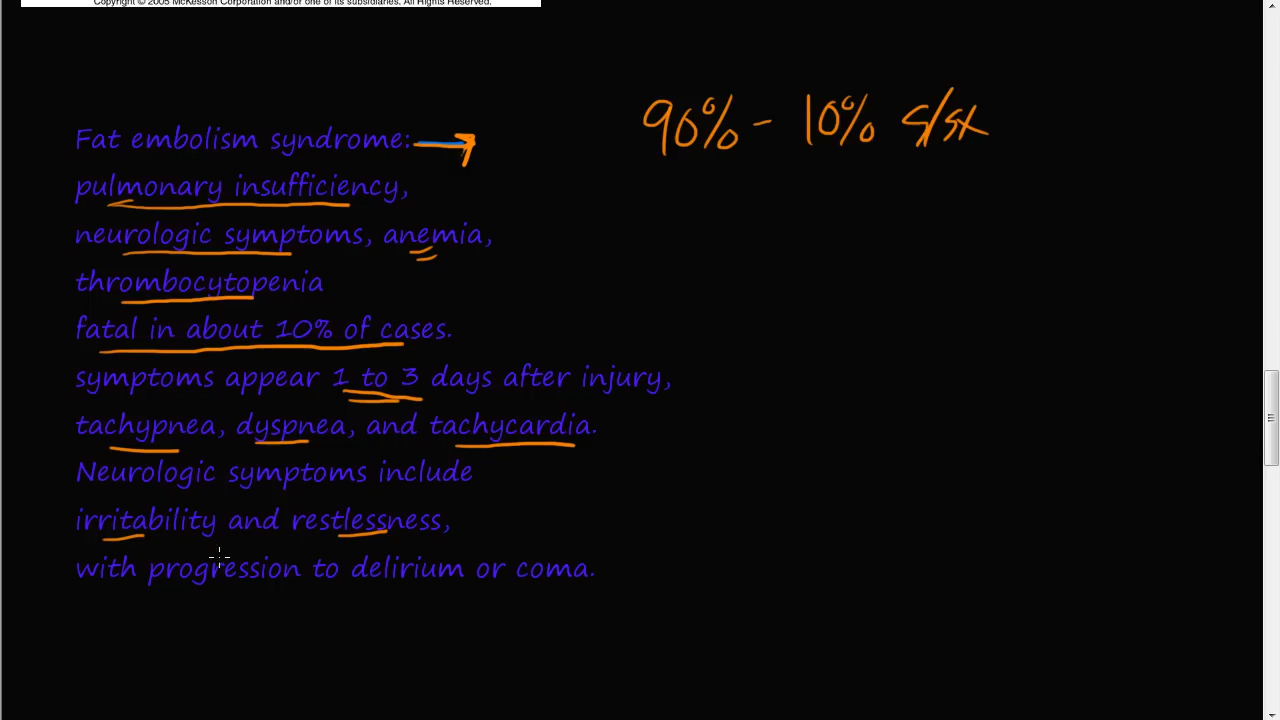 Copyright © 2005 McKesson Corporation and/or one of its subsidiaries. All Rights Reserved.
90% - 10% s/sx
Fat embolism syndrome:
pulmonary insufficiency,
neurologic symptoms, anemia,
thrombocytopenia
fatal in about 10% of cases.
symptoms appear 1 to 3 days after injury,
tachypnea, dyspnea, and tachycardia.
Neurologic symptoms include
irritability and restlessness,
with progression to delirium or coma.